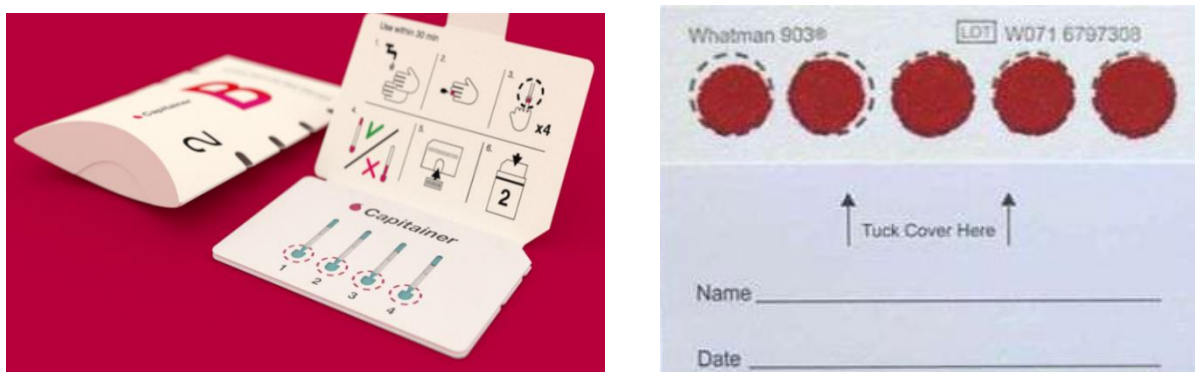 Use within 30 min
1.
2.
3.
x4
4.
5.
6.
2
Capitainer
B
2
Capitainer
1
2
3
4
Whatman 903®
LOT W071 6797308
Tuck Cover Here
Name
Date